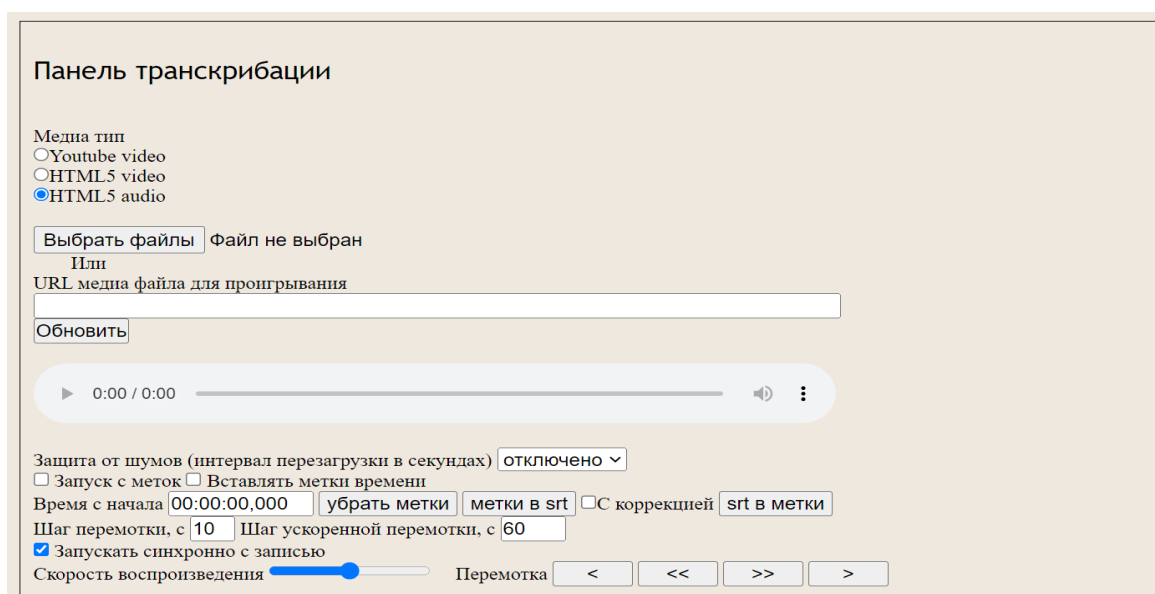 Панель транскрибации
Медиа тип
Youtube video
HTML5 video
HTML5 audio
Выбрать файлы Файл не выбран
Или
URL медиа файла для проигрывания
Обновить
0:00 / 0:00
Защита от шумов (интервал перезагрузки в секундах) отключено
Запуск с меток Вставлять метки времени
Время с начала 00:00:00,000 убрать метки метки в srt С коррекцией srt в метки
Шаг перемотки, с 10 Шаг ускоренной перемотки, с 60
Запускать синхронно с записью
Скорость воспроизведения Перемотка < << >> >